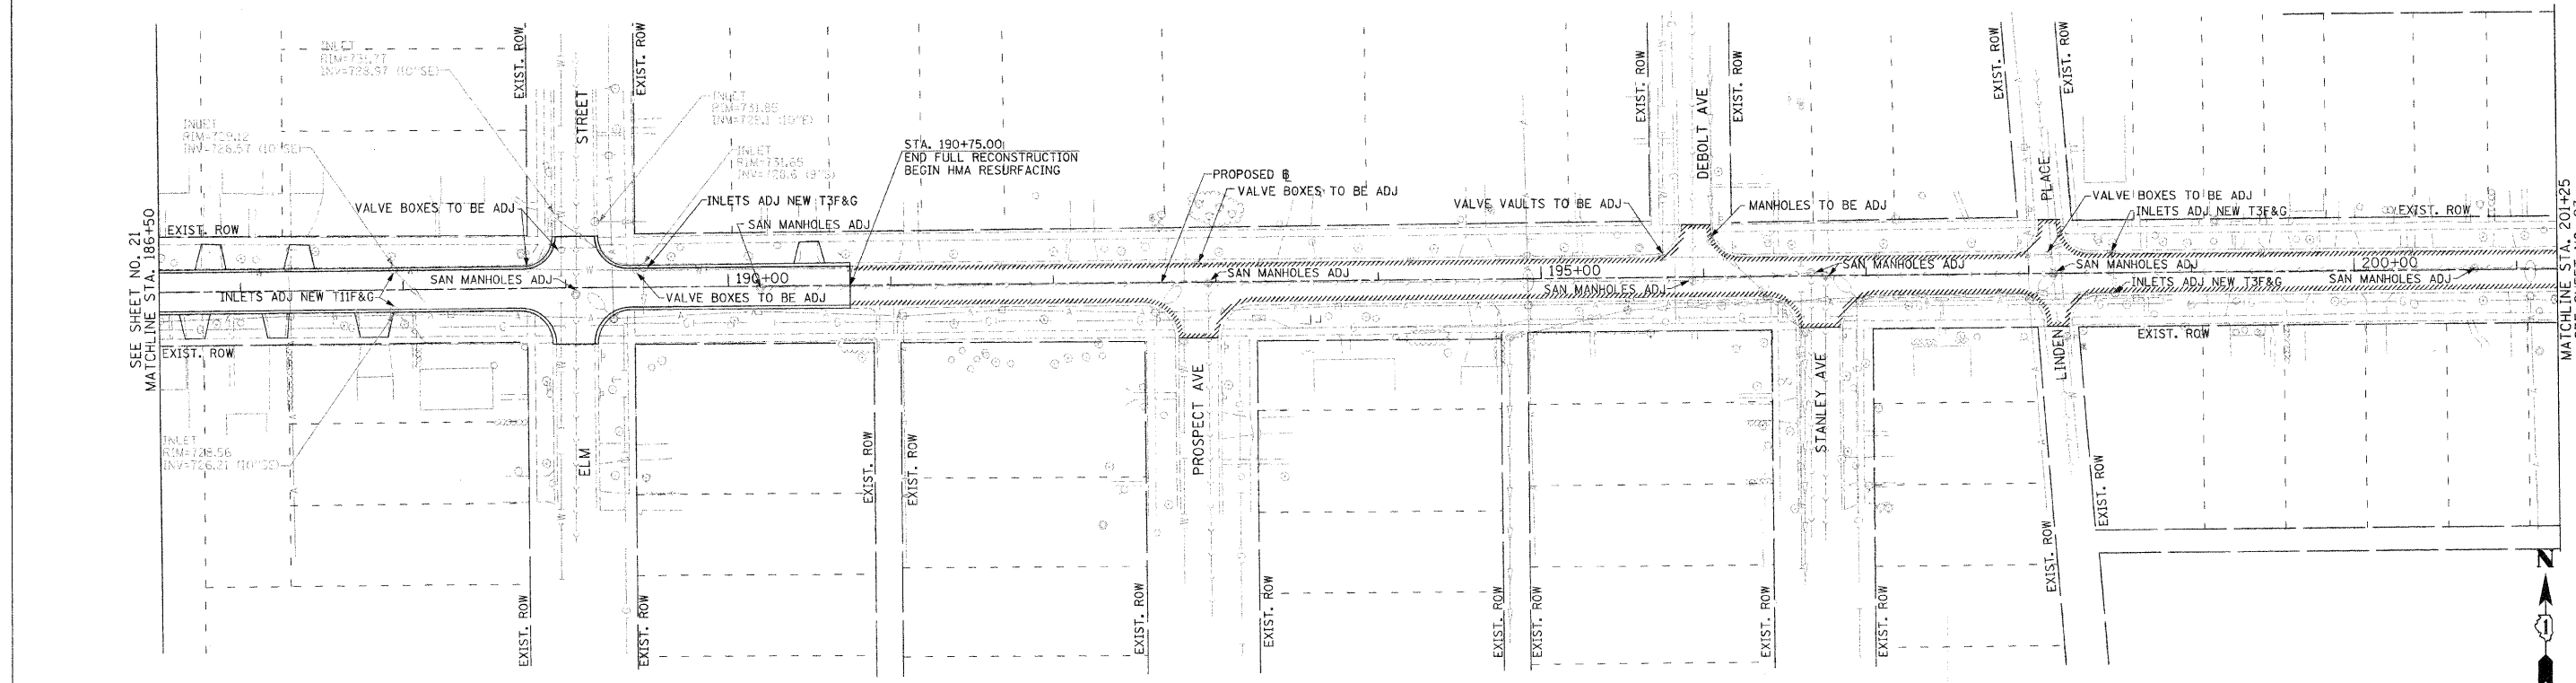 SEE SHEET NO. 21
MATCHLINE STA. 186+50
INLET
RIM=731.77
INV=728.97 (10"SE)
INLET
RIM=729.12
INV=726.57 (10"SE)
EXIST. ROW
STREET
EXIST. ROW
INLET
RIM=731.85
INLET
RIM=731.65
STA. 190+75.00
END FULL RECONSTRUCTION
BEGIN HMA RESURFACING
PROPOSED ℄
VALVE BOXES TO BE ADJ
VALVE BOXES TO BE ADJ
INLETS ADJ NEW T3F&G
SAN MANHOLES ADJ
EXIST. ROW
SAN MANHOLES ADJ
190+00
INLETS ADJ NEW T11F&G
VALVE BOXES TO BE ADJ
EXIST. ROW
INLET
RIM=728.56
INV=726.21
ELM
EXIST. ROW
EXIST. ROW
EXIST. ROW
EXIST. ROW
SAN MANHOLES ADJ
PROSPECT AVE
EXIST. ROW
EXIST. ROW
EXIST. ROW
EXIST. ROW
EXIST. ROW
DEBOLT AVE
EXIST. ROW
VALVE VAULTS TO BE ADJ
MANHOLES TO BE ADJ
195+00
SAN MANHOLES ADJ
SAN MANHOLES ADJ
STANLEY AVE
EXIST. ROW
EXIST. ROW
EXIST. ROW
EXIST. ROW
PLACE
VALVE BOXES TO BE ADJ
INLETS ADJ NEW T3F&G
EXIST. ROW
SAN MANHOLES ADJ
200+00
INLETS ADJ NEW T3F&G
SAN MANHOLES ADJ
EXIST. ROW
LINDEN
EXIST. ROW
EXIST. ROW
MATCHLINE STA. 201+25
N